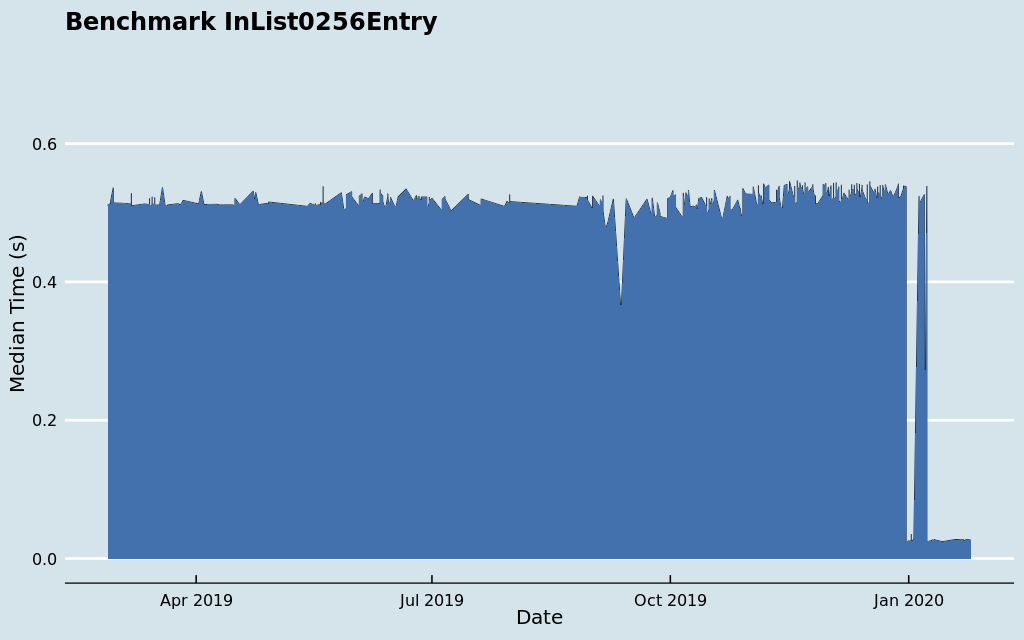 Benchmark InList0256Entry
0.6
0.4
0.2
0.0
Median Time (s)
Apr 2019
Jul 2019
Oct 2019
Jan 2020
Date